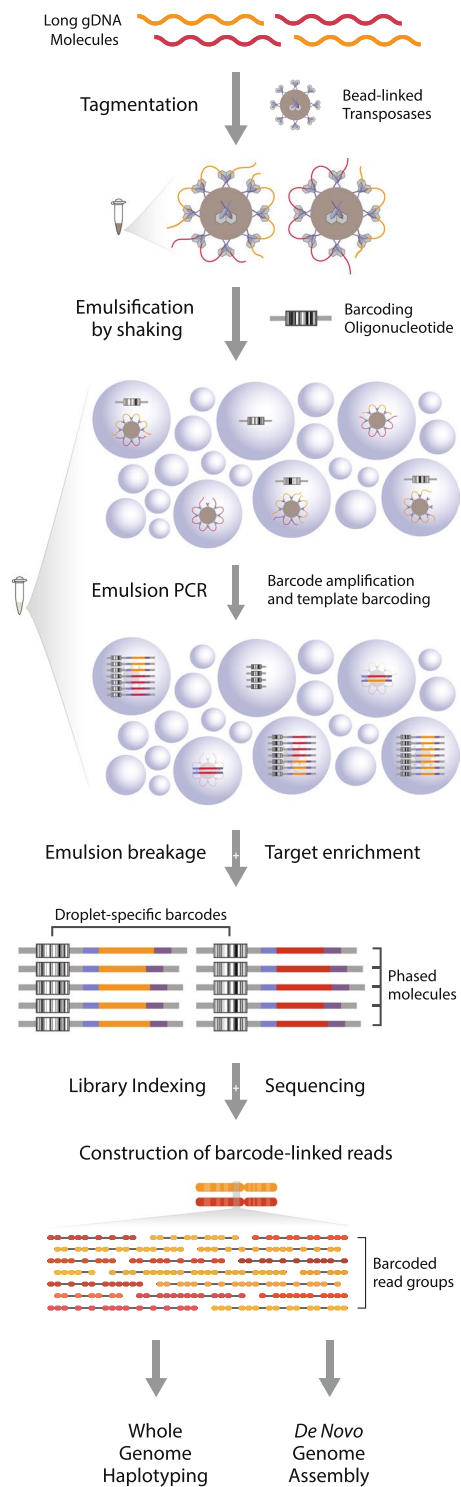 Long gDNA
Molecules
Tagmentation
Bead-linked
Transposases
Emulsification
by shaking
Barcoding
Oligonucleotide
Emulsion PCR
Barcode amplification
and template barcoding
Emulsion breakage + Target enrichment
Droplet-specific barcodes
Phased
molecules
Library Indexing + Sequencing
Construction of barcode-linked reads
Barcoded
read groups
Whole
Genome
Haplotyping
De Novo
Genome
Assembly